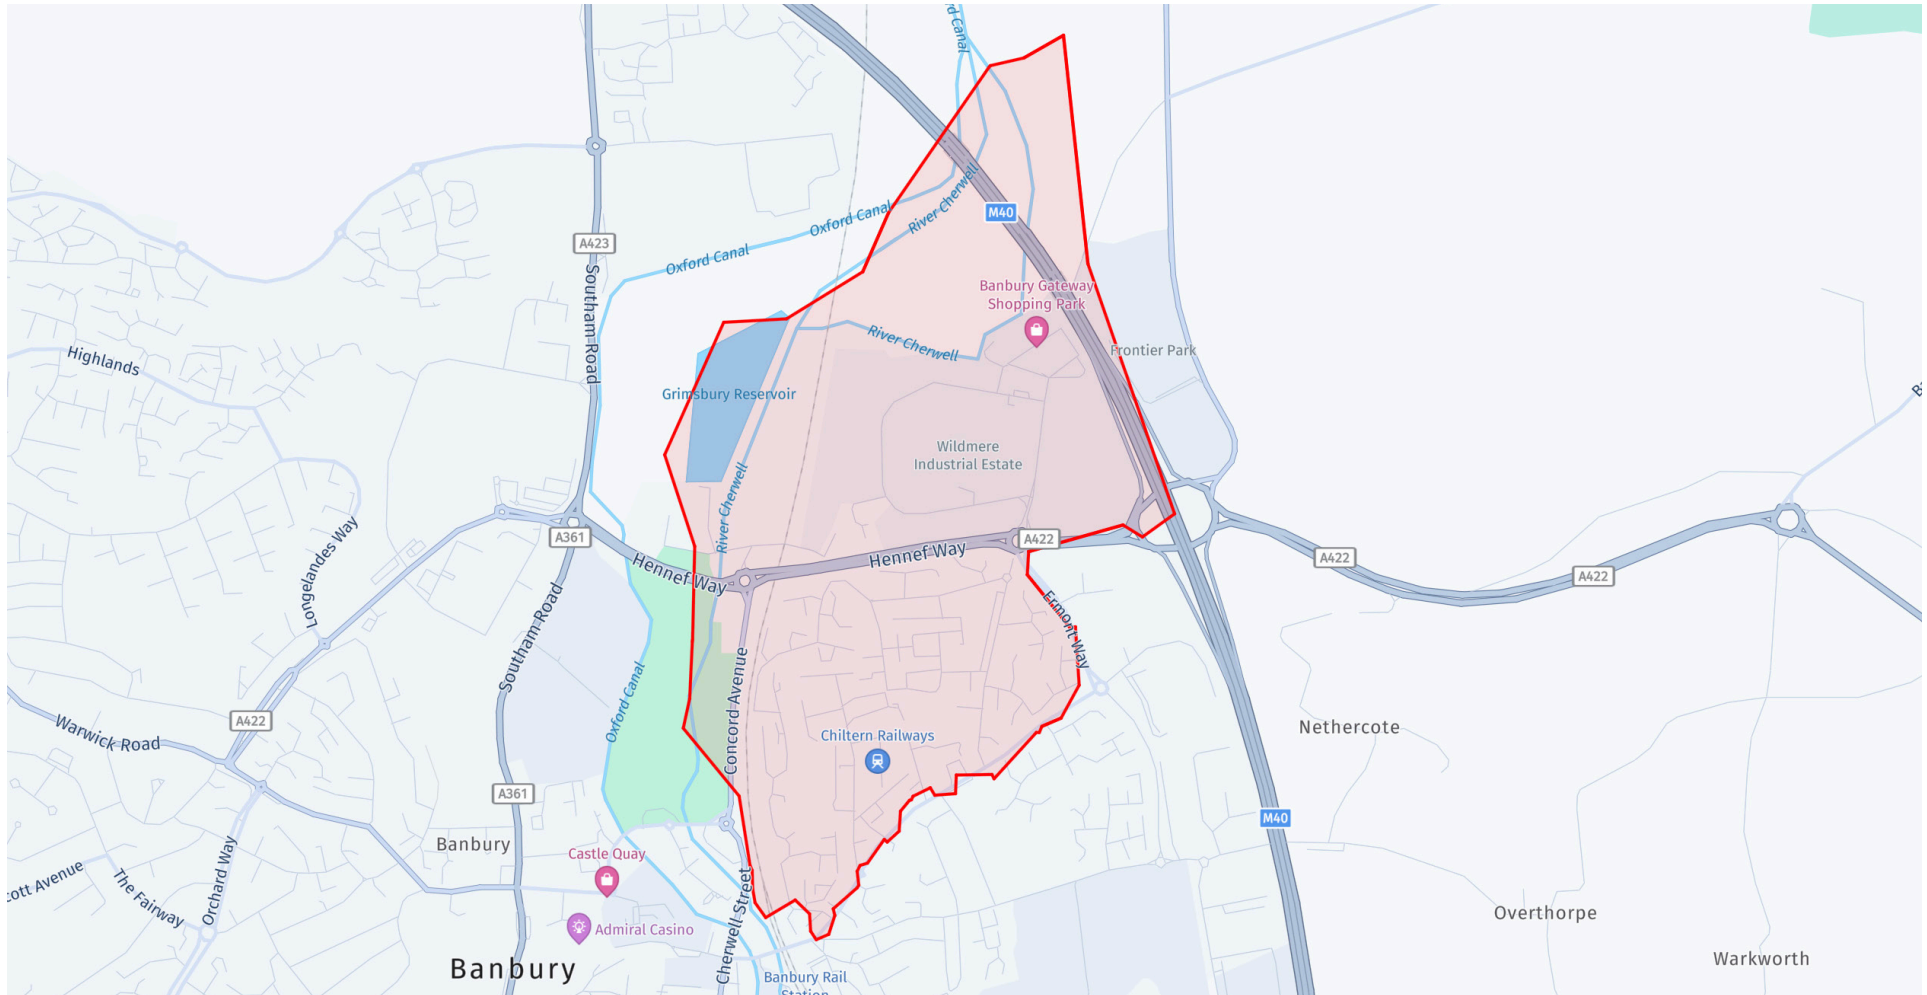 rd Canal
Oxford Canal
River Cherwell
M40
A423
Oxford Canal
Southam Road
Banbury Gateway
Shopping Park
River Cherwell
Frontier Park
Highlands
Grimsbury Reservoir
Wildmere
Industrial Estate
River Cherwell
Longelandes Way
A361
Hennef Way
Hennef Way
A422
A422
A422
Ermont Way
Southam Road
Oxford Canal
Concord Avenue
A422
Warwick Road
Chiltern Railways
Nethercote
A361
M40
Banbury
Castle Quay
cott Avenue
The Fairway
Orchard Way
Admiral Casino
Cherwell Street
Overthorpe
Banbury
Banbury Rail
Station
Warkworth